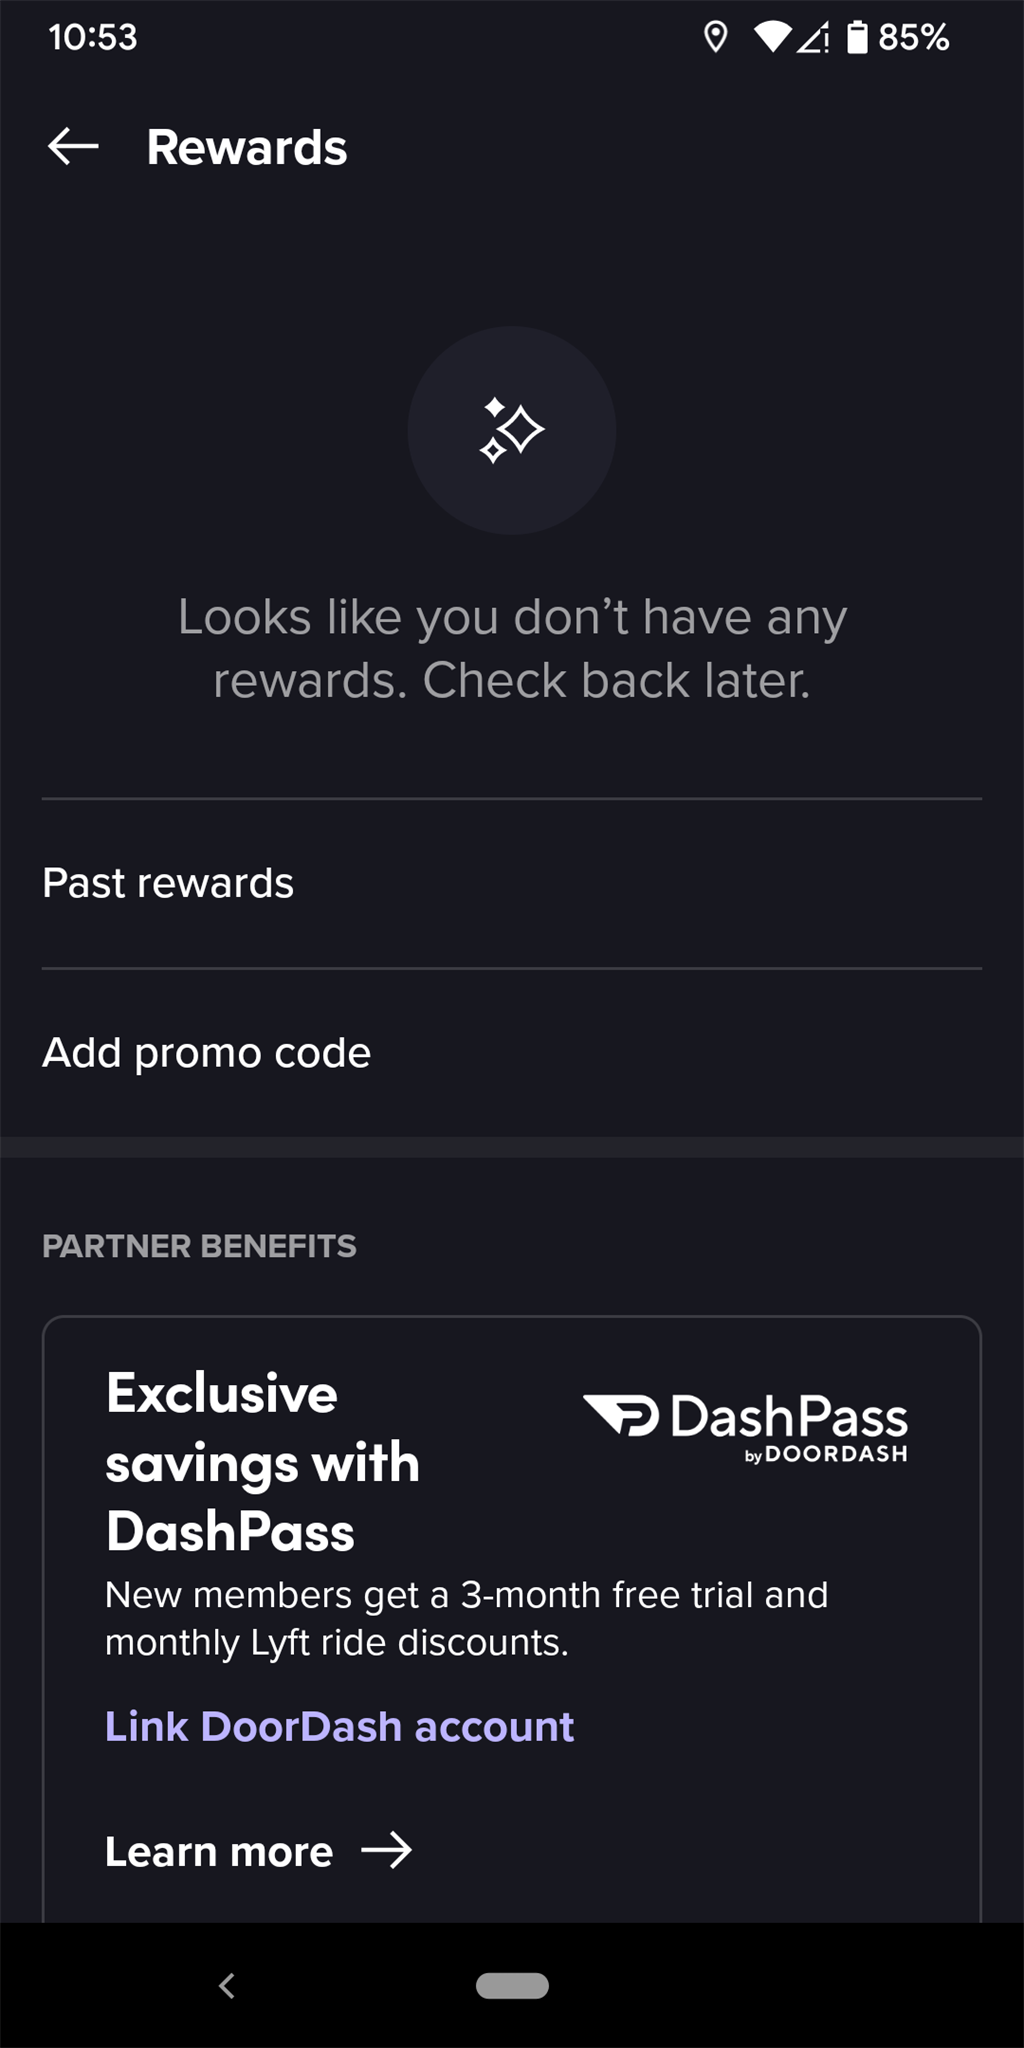 10:53
85%
Rewards
Looks like you don’t have any
rewards. Check back later.
Past rewards
Add promo code
PARTNER BENEFITS
Exclusive
savings with
DashPass
DashPass
by DOORDASH
New members get a 3-month free trial and
monthly Lyft ride discounts.
Link DoorDash account
Learn more